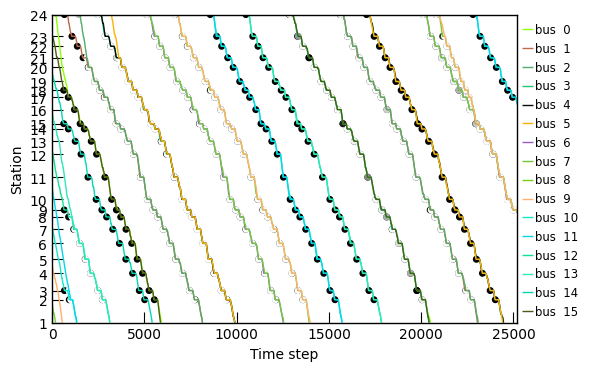 24
23
22
21
20
19
18
17
16
15
14
13
12
11
10
9
8
7
6
5
4
3
2
1
Station
0
5000
10000
15000
20000
25000
Time step
bus 0
bus 1
bus 2
bus 3
bus 4
bus 5
bus 6
bus 7
bus 8
bus 9
bus 10
bus 11
bus 12
bus 13
bus 14
bus 15